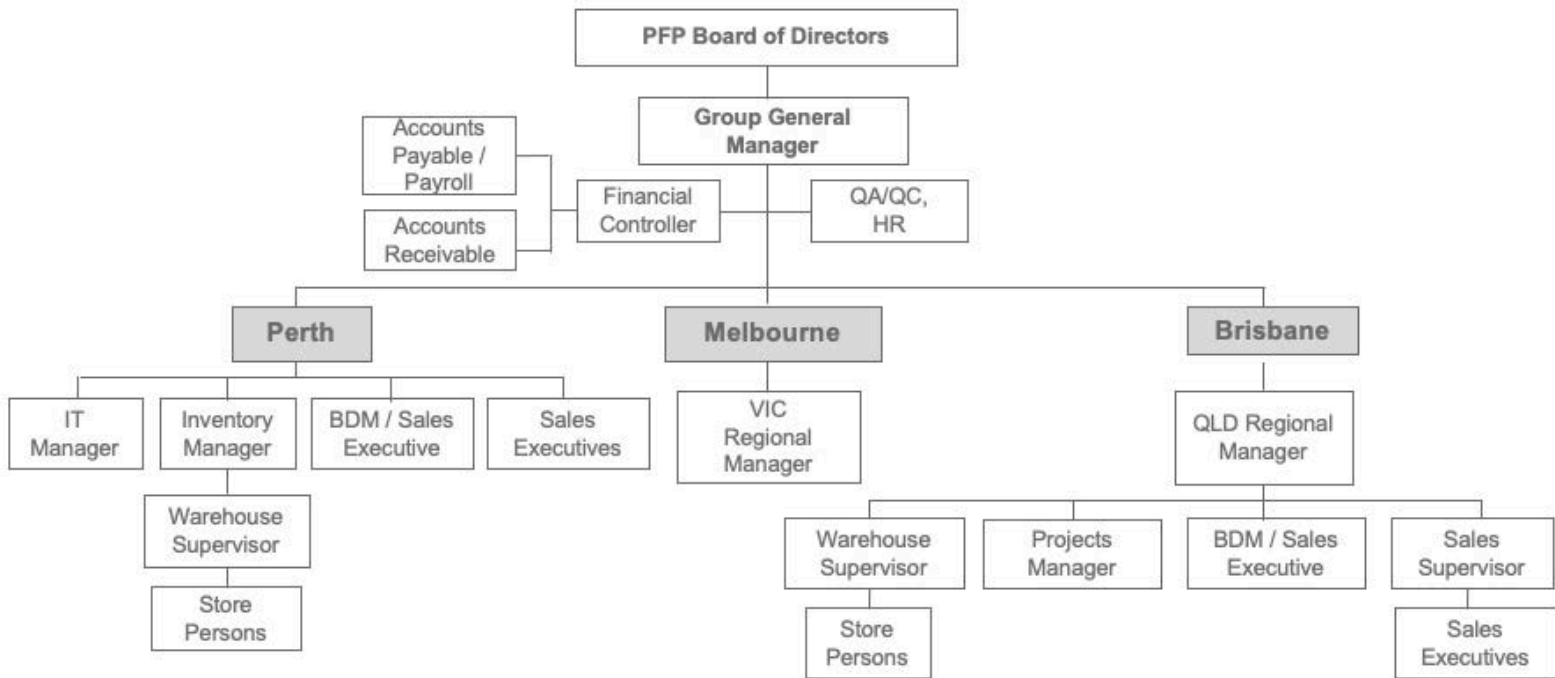 PFP Board of Directors
Group General
Manager
Accounts
Payable /
Payroll
Financial
Controller
QA/QC,
HR
Accounts
Receivable
Perth
Melbourne
Brisbane
IT
Manager
Inventory
Manager
BDM / Sales
Executive
Sales
Executives
VIC
Regional
Manager
QLD Regional
Manager
Warehouse
Supervisor
Store
Persons
Warehouse
Supervisor
Projects
Manager
BDM / Sales
Executive
Sales
Supervisor
Store
Persons
Sales
Executives